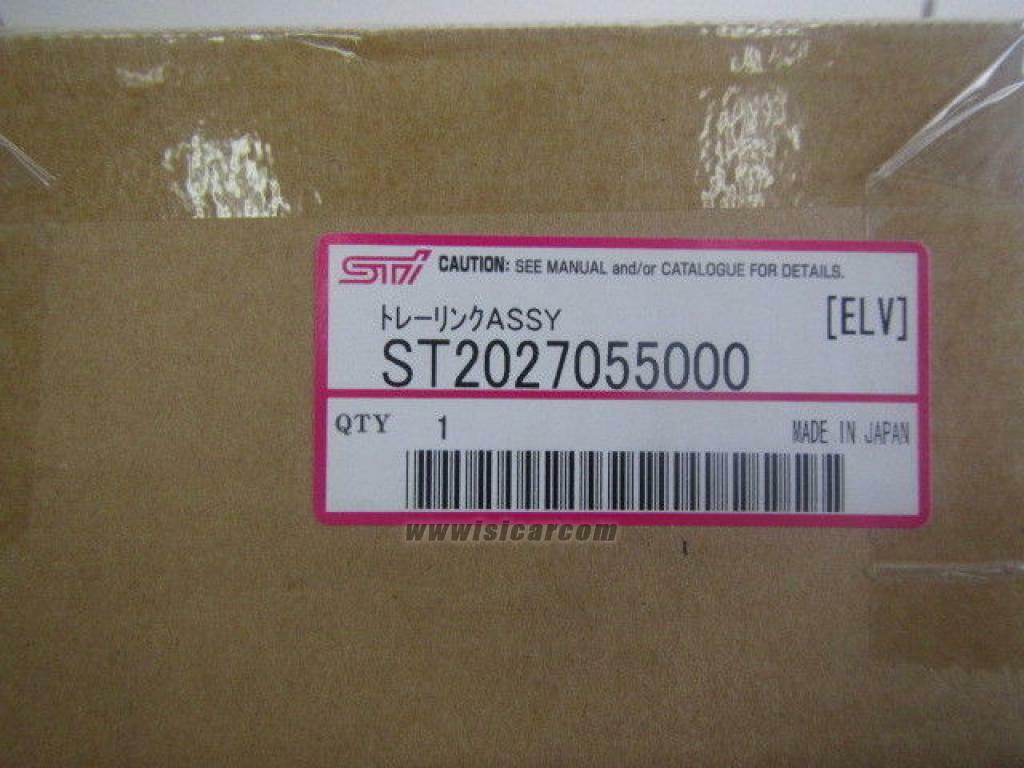 STi CAUTION: SEE MANUAL and/or CATALOGUE FOR DETAILS.
トレーリンクASSY [ELV]
ST2027055000
QTY 1 MADE IN JAPAN
wwwisicarcom